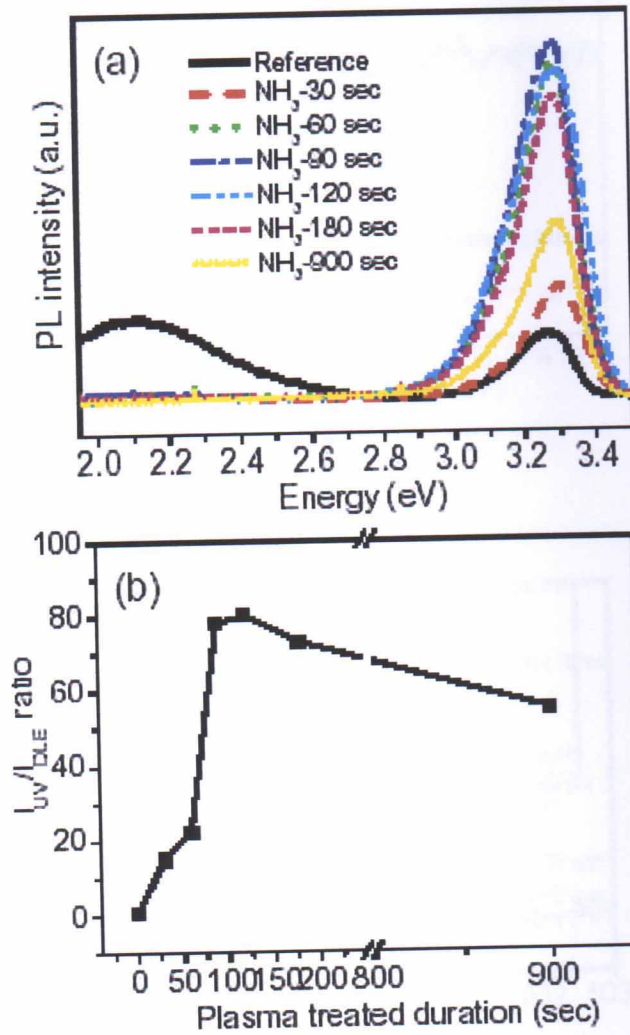 (a)
Reference
NH3-30 sec
NH3-60 sec
NH3-90 sec
NH3-120 sec
NH3-180 sec
NH3-900 sec
PL intensity (a.u.)
2.0 2.2 2.4 2.6 2.8 3.0 3.2 3.4
Energy (eV)
(b)
100
80
60
40
20
0
IUV/IDLE ratio
0 50 100 150 200 800 900
Plasma treated duration (sec)